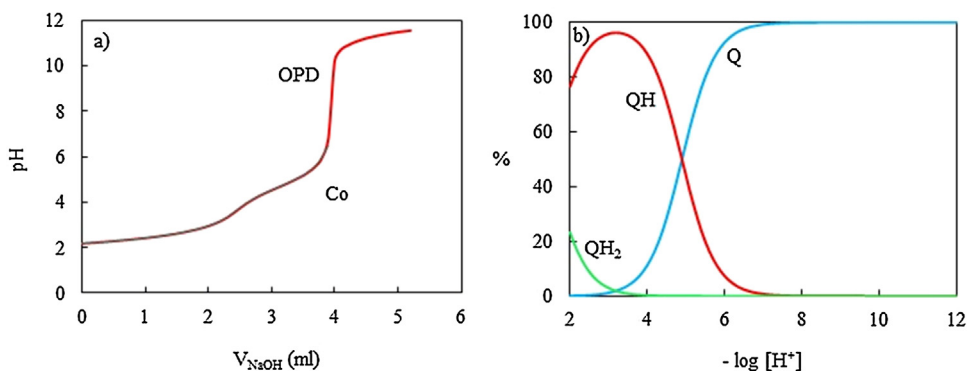 a)
12
10
8
6
4
2
0
pH
OPD
Co
0 1 2 3 4 5 6
V_NaOH (ml)
b)
100
80
60
40
20
0
%
QH
Q
QH₂
2 4 6 8 10 12
- log [H⁺]